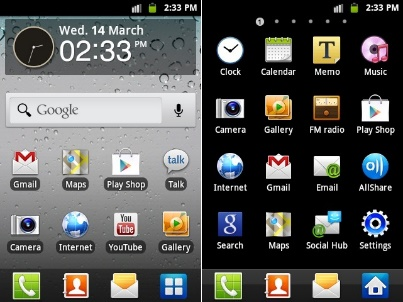 2:33 PM
Wed. 14 March
02:33 PM
Google
Gmail Maps Play Shop talk Talk
Camera Internet You Tube YouTube Gallery
2:33 PM
1
Clock Calendar T Memo Music
Camera Gallery FM radio Play Shop
Internet Gmail Email AllShare
g Search Maps Social Hub Settings